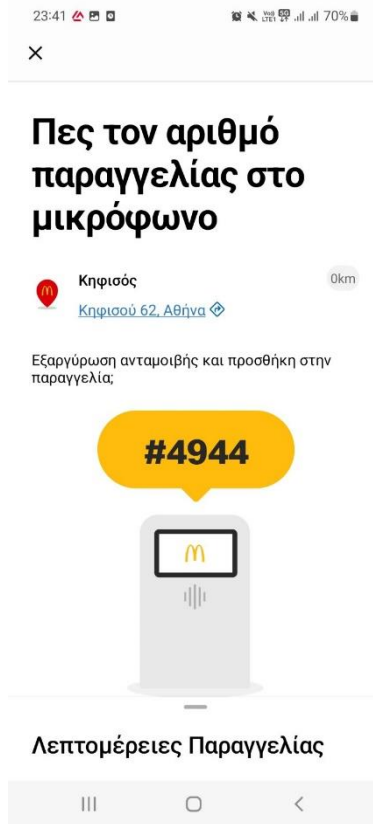 23:41
70%
Πες τον αριθμό
παραγγελίας στο
μικρόφωνο
Κηφισός
0km
Κηφισού 62, Αθήνα
Εξαργύρωση ανταμοιβής και προσθήκη στην
παραγγελία;
#4944
Λεπτομέρειες Παραγγελίας